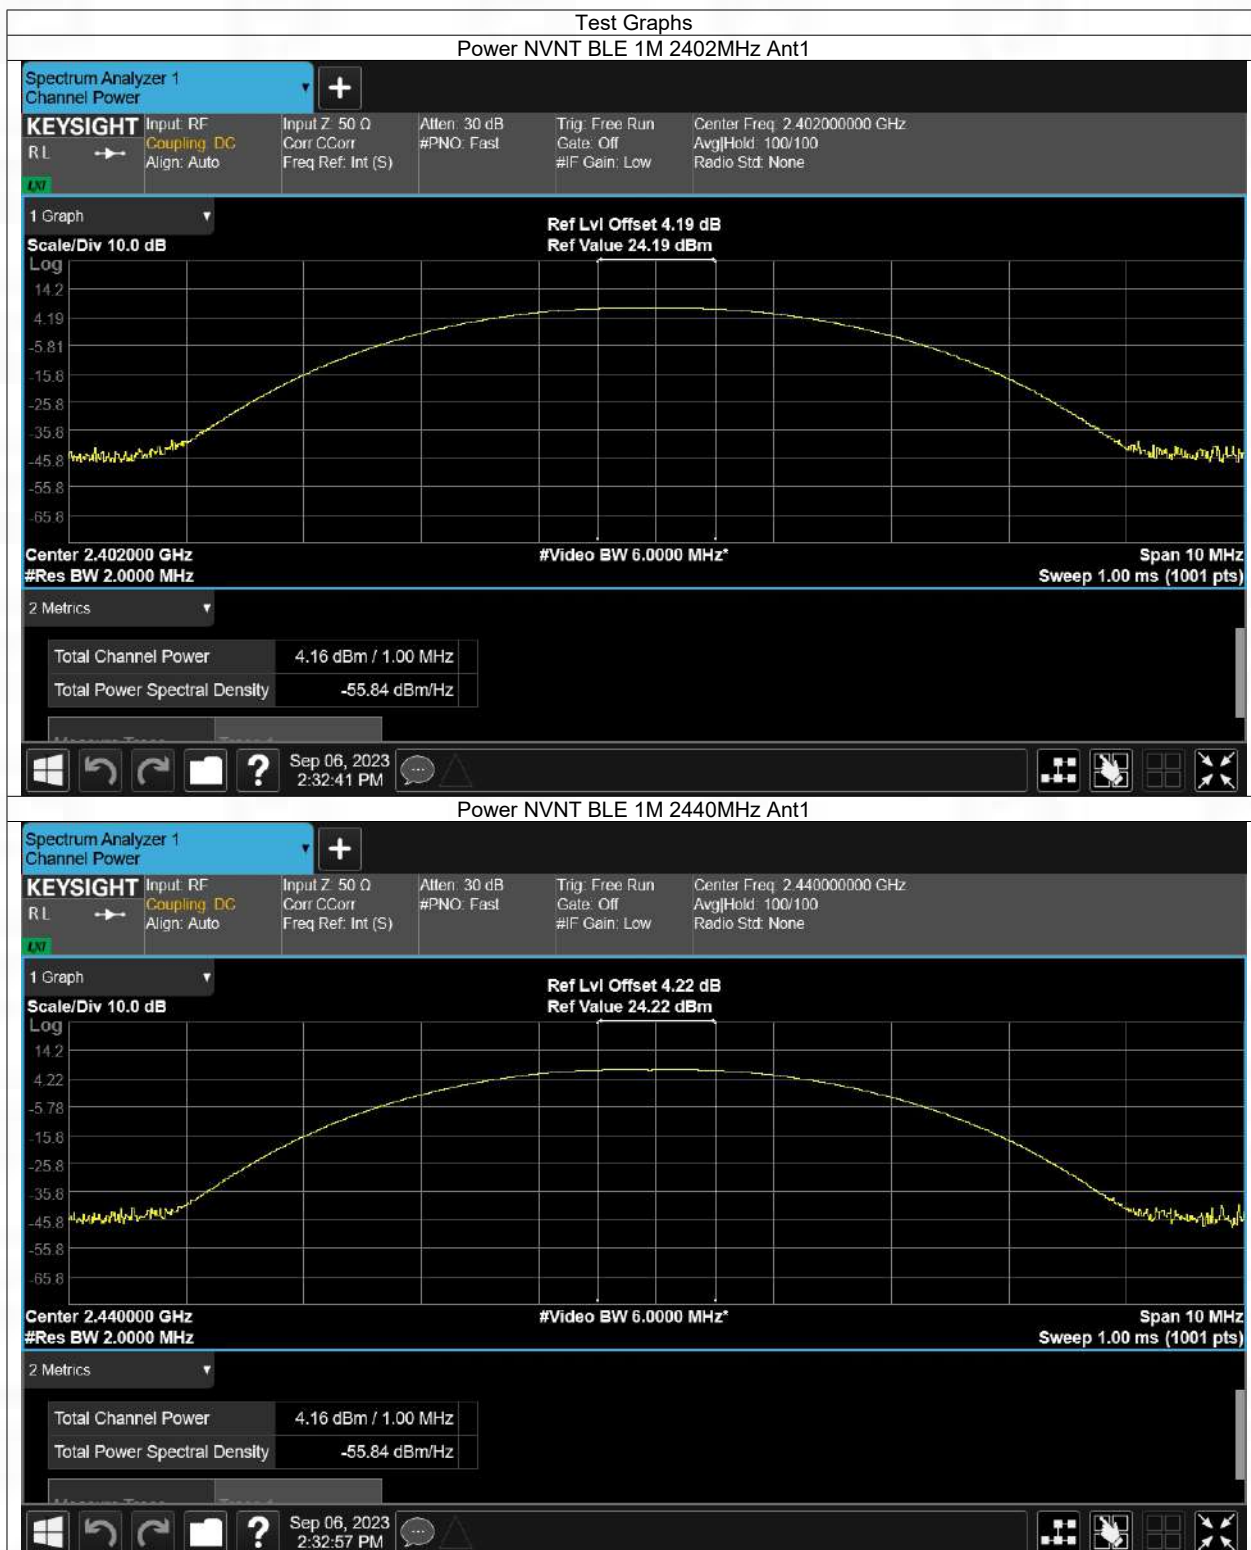 Test Graphs
Power NVNT BLE 1M 2402MHz Ant1
Spectrum Analyzer 1
Channel Power
+
KEYSIGHT
RL
LXI
Input: RF
Coupling: DC
Align: Auto
Input Z: 50 Ω
Corr CCorr
Freq Ref: Int (S)
Atten: 30 dB
#PNO: Fast
Trig: Free Run
Gate: Off
#IF Gain: Low
Center Freq: 2.402000000 GHz
Avg|Hold: 100/100
Radio Std: None
1 Graph
Scale/Div 10.0 dB
Ref Lvl Offset 4.19 dB
Ref Value 24.19 dBm
Log
14.2
4.19
-5.81
-15.8
-25.8
-35.8
-45.8
-55.8
-65.8
Center 2.402000 GHz
#Res BW 2.0000 MHz
#Video BW 6.0000 MHz*
Span 10 MHz
Sweep 1.00 ms (1001 pts)
2 Metrics
Total Channel Power 4.16 dBm / 1.00 MHz
Total Power Spectral Density -55.84 dBm/Hz
?
Sep 06, 2023
2:32:41 PM
Power NVNT BLE 1M 2440MHz Ant1
Spectrum Analyzer 1
Channel Power
+
KEYSIGHT
RL
LXI
Input: RF
Coupling: DC
Align: Auto
Input Z: 50 Ω
Corr CCorr
Freq Ref: Int (S)
Atten: 30 dB
#PNO: Fast
Trig: Free Run
Gate: Off
#IF Gain: Low
Center Freq: 2.440000000 GHz
Avg|Hold: 100/100
Radio Std: None
1 Graph
Scale/Div 10.0 dB
Ref Lvl Offset 4.22 dB
Ref Value 24.22 dBm
Log
14.2
4.22
-5.78
-15.8
-25.8
-35.8
-45.8
-55.8
-65.8
Center 2.440000 GHz
#Res BW 2.0000 MHz
#Video BW 6.0000 MHz*
Span 10 MHz
Sweep 1.00 ms (1001 pts)
2 Metrics
Total Channel Power 4.16 dBm / 1.00 MHz
Total Power Spectral Density -55.84 dBm/Hz
?
Sep 06, 2023
2:32:57 PM